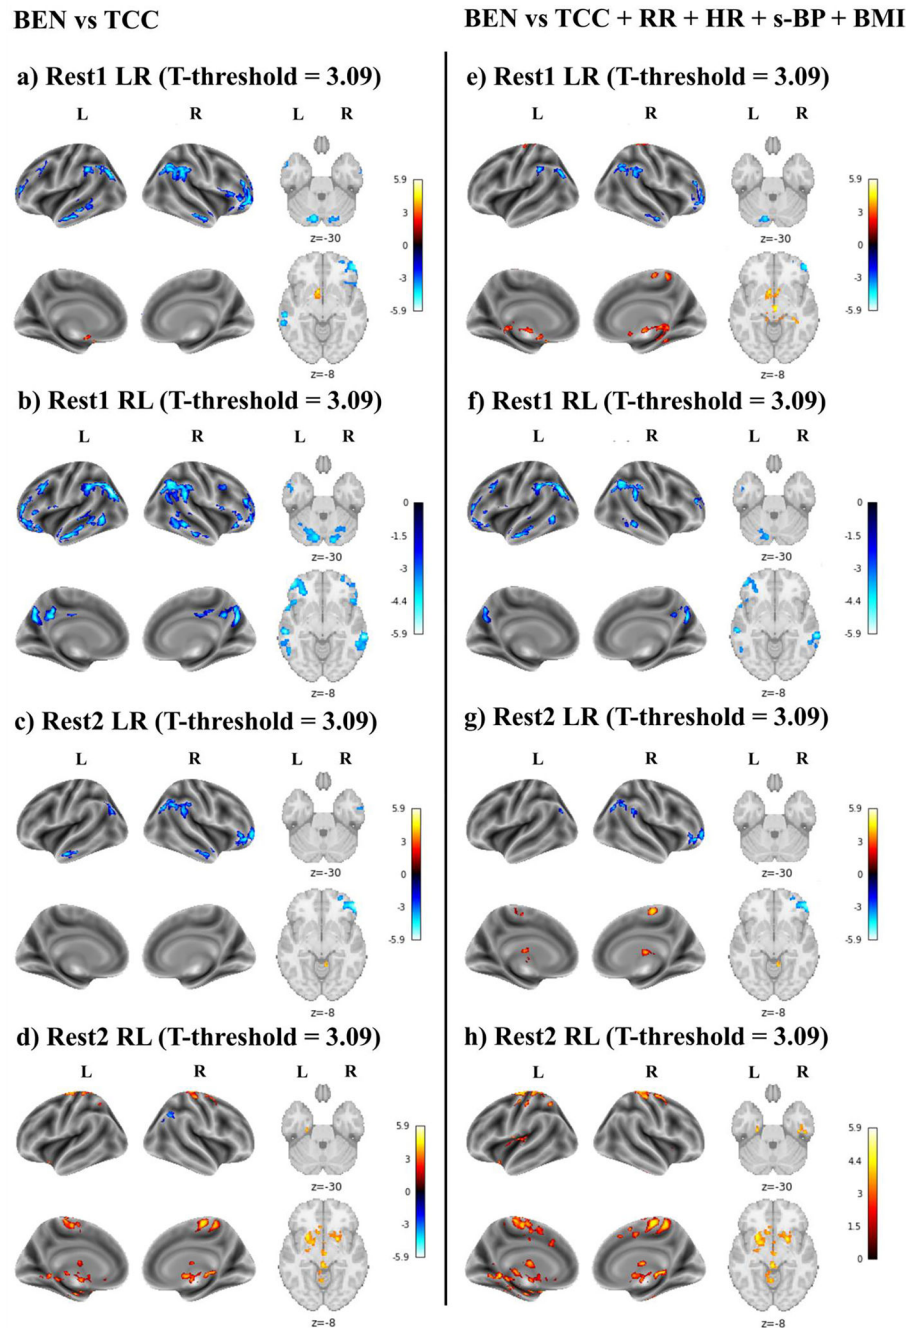 BEN vs TCC
BEN vs TCC + RR + HR + s-BP + BMI
a) Rest1 LR (T-threshold = 3.09)
L R L R
5.9
3
0
-3
-5.9
z=-30
z=-8
b) Rest1 RL (T-threshold = 3.09)
L R L R
0
-1.5
-3
-4.4
-5.9
z=-30
z=-8
c) Rest2 LR (T-threshold = 3.09)
L R L R
5.9
3
0
-3
-5.9
z=-30
z=-8
d) Rest2 RL (T-threshold = 3.09)
L R L R
5.9
3
0
-3
-5.9
z=-30
z=-8
e) Rest1 LR (T-threshold = 3.09)
L R L R
5.9
3
0
-3
-5.9
z=-30
z=-8
f) Rest1 RL (T-threshold = 3.09)
L R L R
0
-1.5
-3
-4.4
-5.9
z=-30
z=-8
g) Rest2 LR (T-threshold = 3.09)
L R L R
5.9
3
0
-3
-5.9
z=-30
z=-8
h) Rest2 RL (T-threshold = 3.09)
L R L R
5.9
4.4
3
1.5
0
z=-30
z=-8